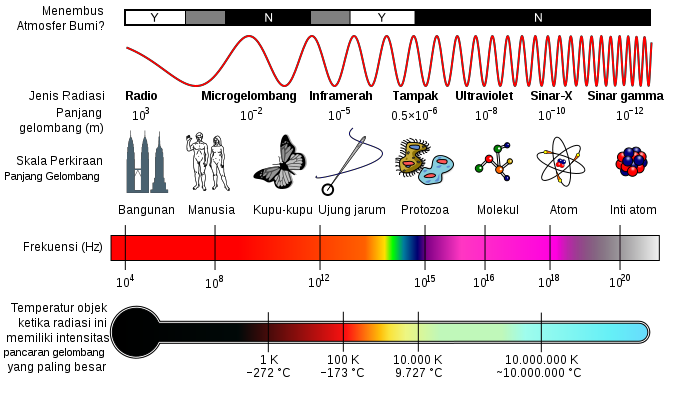 Menembus
Atmosfer Bumi?
Y N Y N
Jenis Radiasi
Radio Microgelombang Inframerah Tampak Ultraviolet Sinar-X Sinar gamma
Panjang
gelombang (m)
10³ 10⁻² 10⁻⁵ 0.5×10⁻⁶ 10⁻⁸ 10⁻¹⁰ 10⁻¹²
Skala Perkiraan
Panjang Gelombang
Bangunan Manusia Kupu-kupu Ujung jarum Protozoa Molekul Atom Inti atom
Frekuensi (Hz)
10⁴ 10⁸ 10¹² 10¹⁵ 10¹⁶ 10¹⁸ 10²⁰
Temperatur objek
ketika radiasi ini
memiliki intensitas
pancaran gelombang
yang paling besar
1 K 100 K 10.000 K 10.000.000 K
−272 °C −173 °C 9.727 °C ~10.000.000 °C